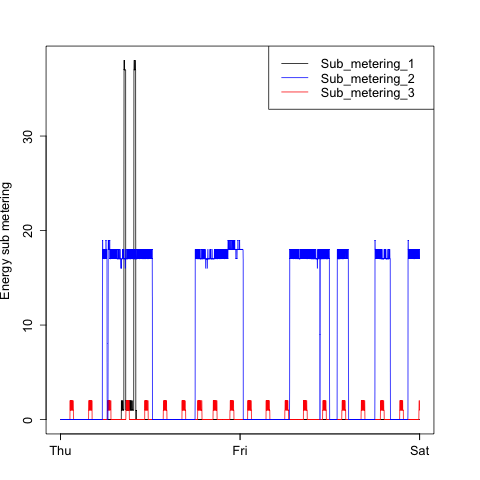 Sub_metering_1
Sub_metering_2
Sub_metering_3
Energy sub metering
30
20
10
0
Thu
Fri
Sat